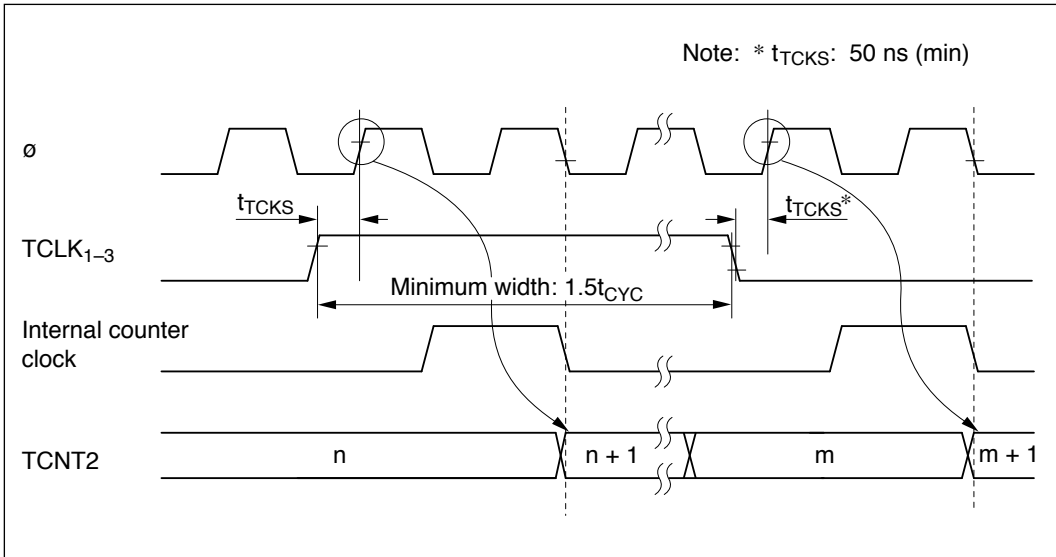 Note: * tTCKS: 50 ns (min)
ø
tTCKS
tTCKS*
TCLK1–3
Minimum width: 1.5tCYC
Internal counter
clock
TCNT2
n
n + 1
m
m + 1